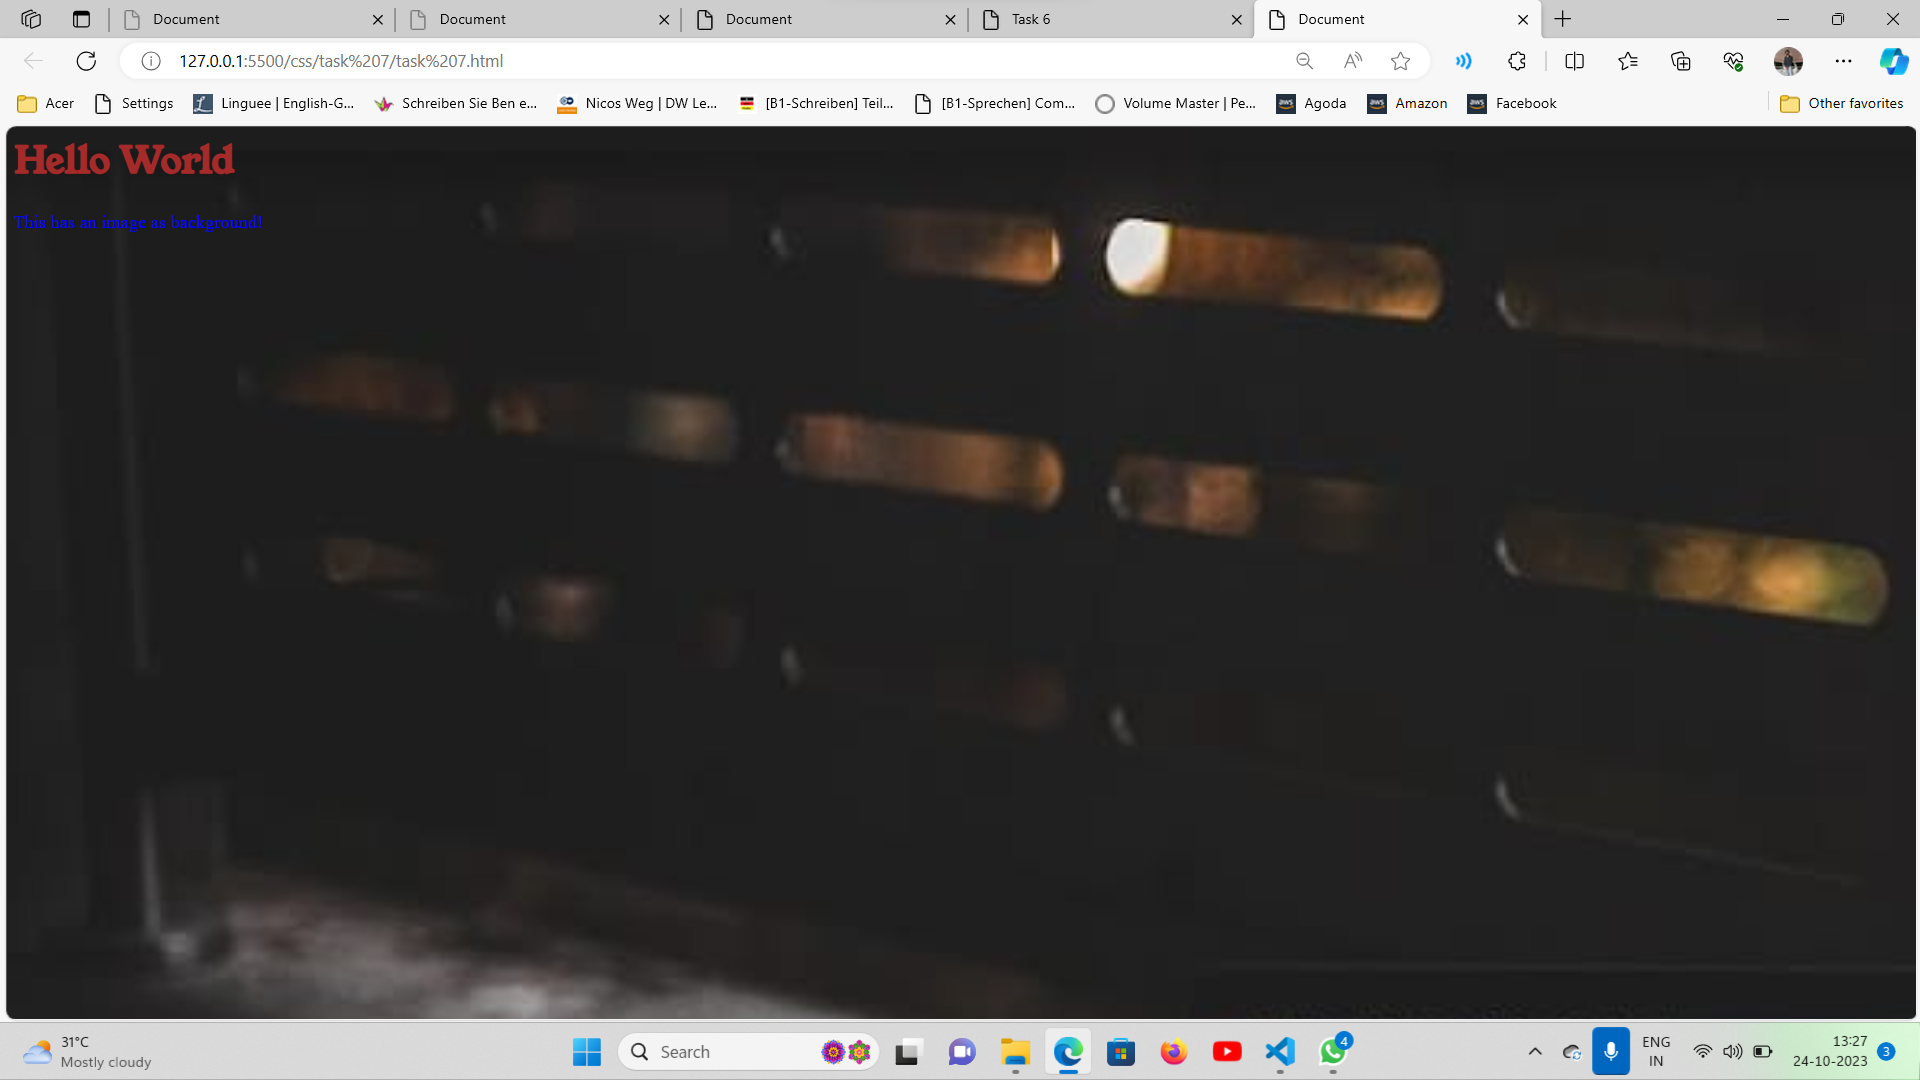 Document
Document
Document
Task 6
Document
127.0.0.1:5500/css/task%207/task%207.html
Acer
Settings
Linguee | English-G...
Schreiben Sie Ben e...
Nicos Weg | DW Le...
[B1-Schreiben] Teil...
[B1-Sprechen] Com...
Volume Master | Pe...
Agoda
Amazon
Facebook
Other favorites
Hello World
This has an image as background!
31°C
Mostly cloudy
Search
4
ENG
IN
13:27
24-10-2023
3